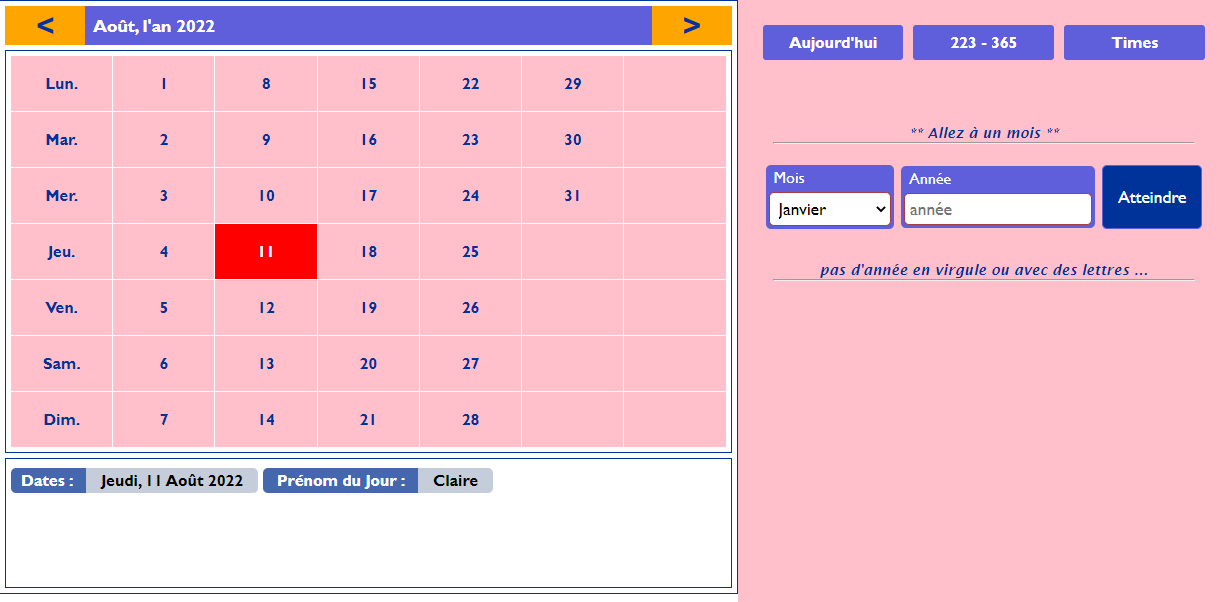 < Août, l'an 2022 >
Aujourd'hui 223 - 365 Times
Lun. 1 8 15 22 29
Mar. 2 9 16 23 30
Mer. 3 10 17 24 31
Jeu. 4 11 18 25
Ven. 5 12 19 26
Sam. 6 13 20 27
Dim. 7 14 21 28
Dates : Jeudi, 11 Août 2022 Prénom du Jour : Claire
** Allez à un mois **
Mois Année
Janvier année Atteindre
pas d'année en virgule ou avec des lettres ...